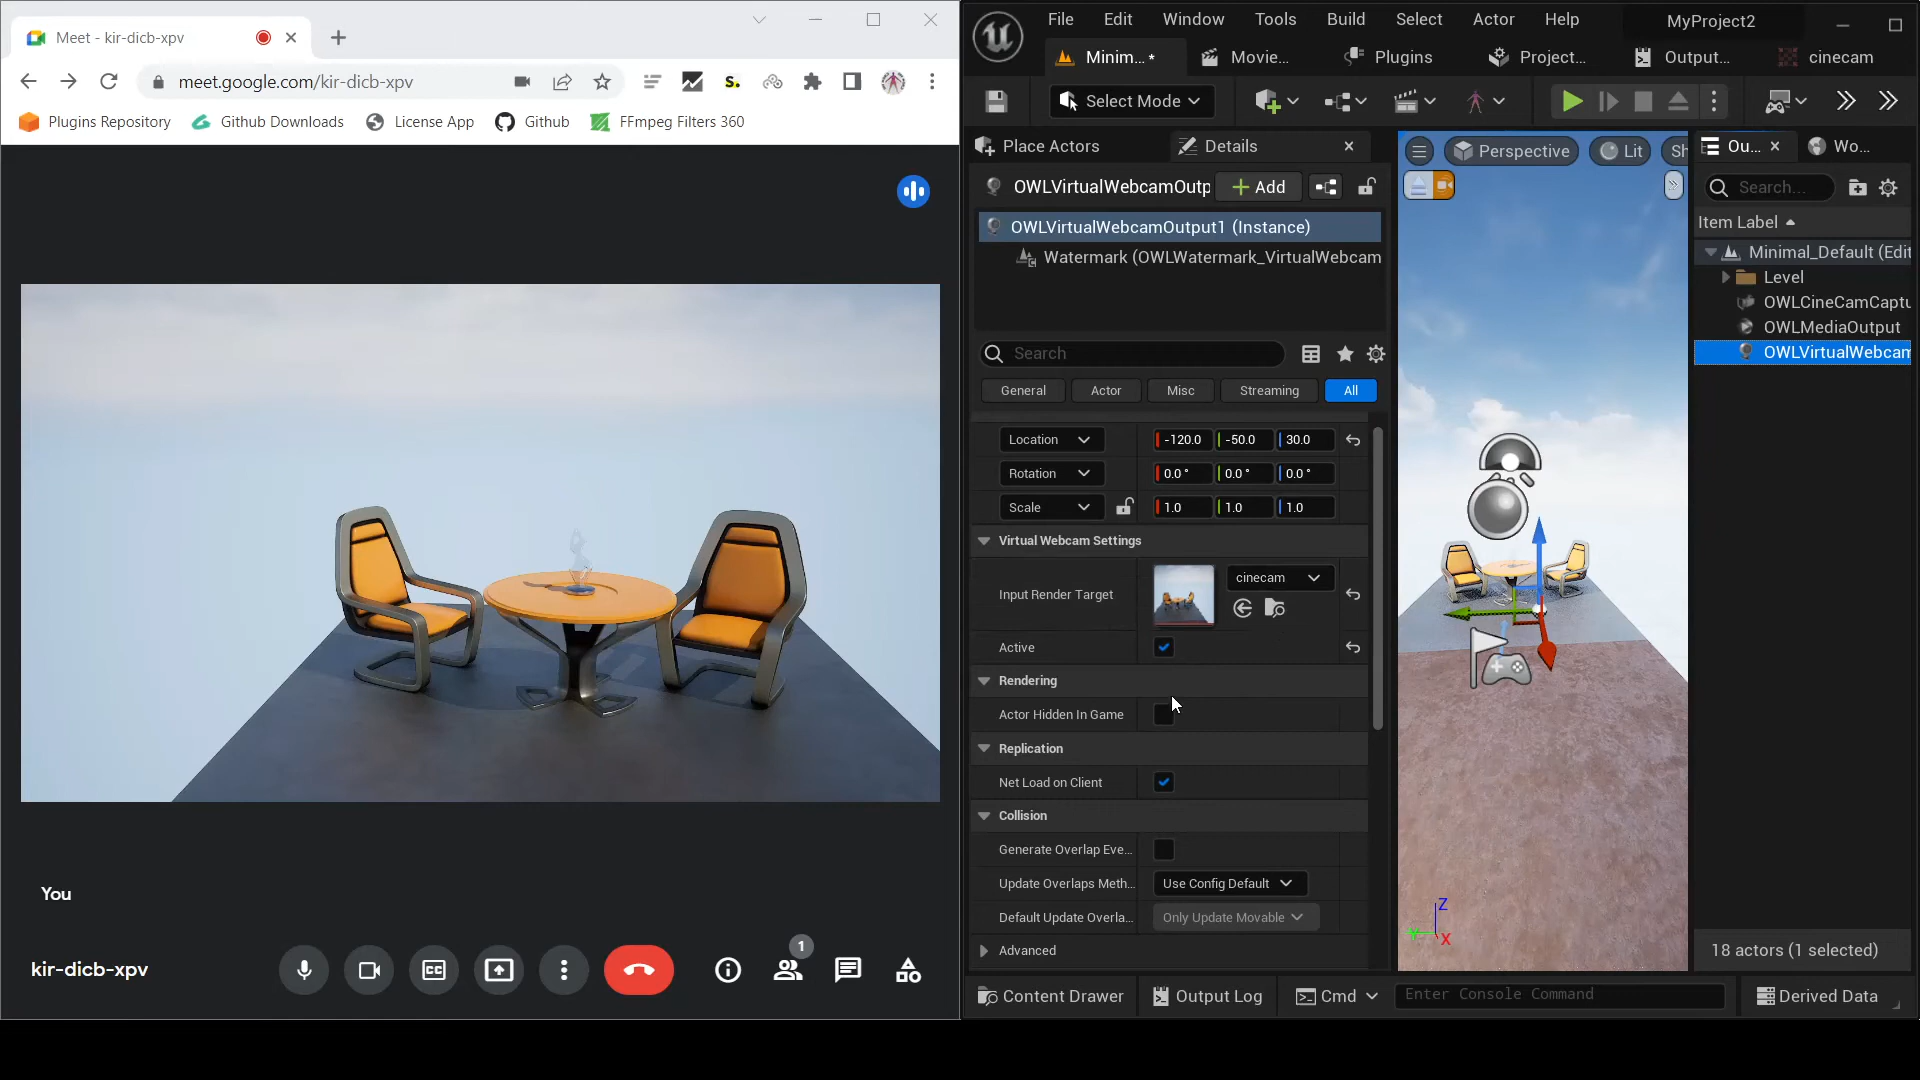 Meet - kir-dicb-xpv
meet.google.com/kir-dicb-xpv
S.
Plugins Repository
Github Downloads
License App
Github
FFmpeg Filters 360
You
kir-dicb-xpv
1
File
Edit
Window
Tools
Build
Select
Actor
Help
MyProject2
Minim... •
Movie...
Plugins
Project...
Output...
cinecam
Select Mode
Place Actors
Details
OWLVirtualWebcamOutp
+ Add
OWLVirtualWebcamOutput1 (Instance)
Watermark (OWLWatermark_VirtualWebcam
Search
General
Actor
Misc
Streaming
All
Location
-120.0
-50.0
30.0
Rotation
0.0 °
0.0 °
0.0 °
Scale
1.0
1.0
1.0
Virtual Webcam Settings
Input Render Target
cinecam
Active
Rendering
Actor Hidden In Game
Replication
Net Load on Client
Collision
Generate Overlap Eve...
Update Overlaps Meth...
Use Config Default
Default Update Overla...
Only Update Movable
Advanced
Perspective
Lit
Sh
Z
Y
X
Ou...
Wo...
Search...
Item Label
Minimal_Default (Edit
Level
OWLCineCamCaptu
OWLMediaOutput
OWLVirtualWebcam
18 actors (1 selected)
Content Drawer
Output Log
Cmd
Enter Console Command
Derived Data